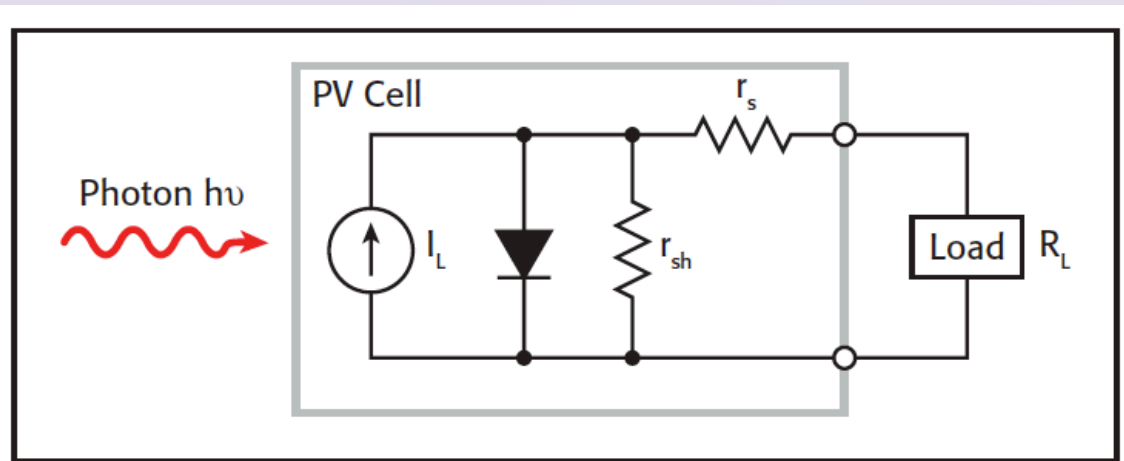 PV Cell
r_s
Photon hυ
I_L
r_sh
Load
R_L